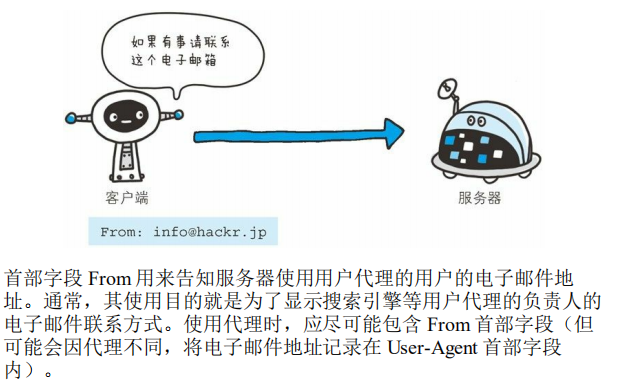 如果有事请联系
这个电子邮箱
客户端
服务器
From: info@hackr.jp
首部字段 From 用来告知服务器使用用户代理的用户的电子邮件地
址。通常，其使用目的就是为了显示搜索引擎等用户代理的负责人的
电子邮件联系方式。使用代理时，应尽可能包含 From 首部字段（但
可能会因代理不同，将电子邮件地址记录在 User-Agent 首部字段
内）。